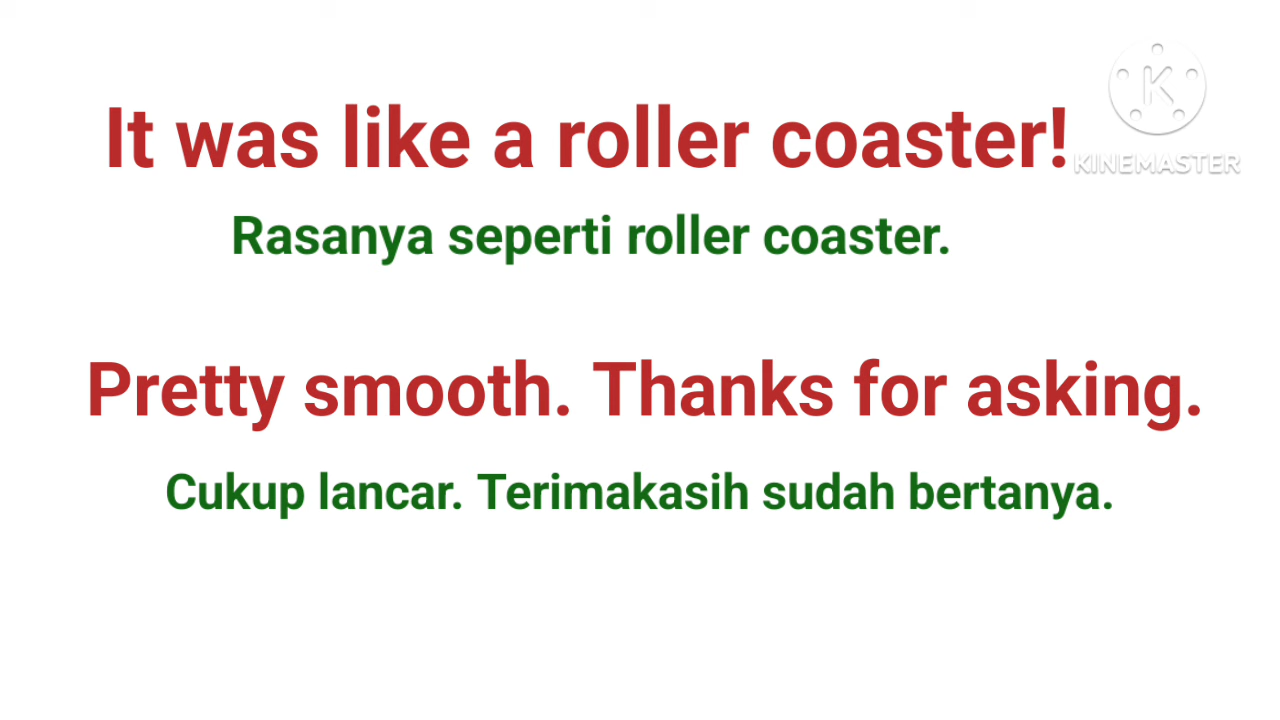 It was like a roller coaster!
KINEMASTER
Rasanya seperti roller coaster.
Pretty smooth. Thanks for asking.
Cukup lancar. Terimakasih sudah bertanya.